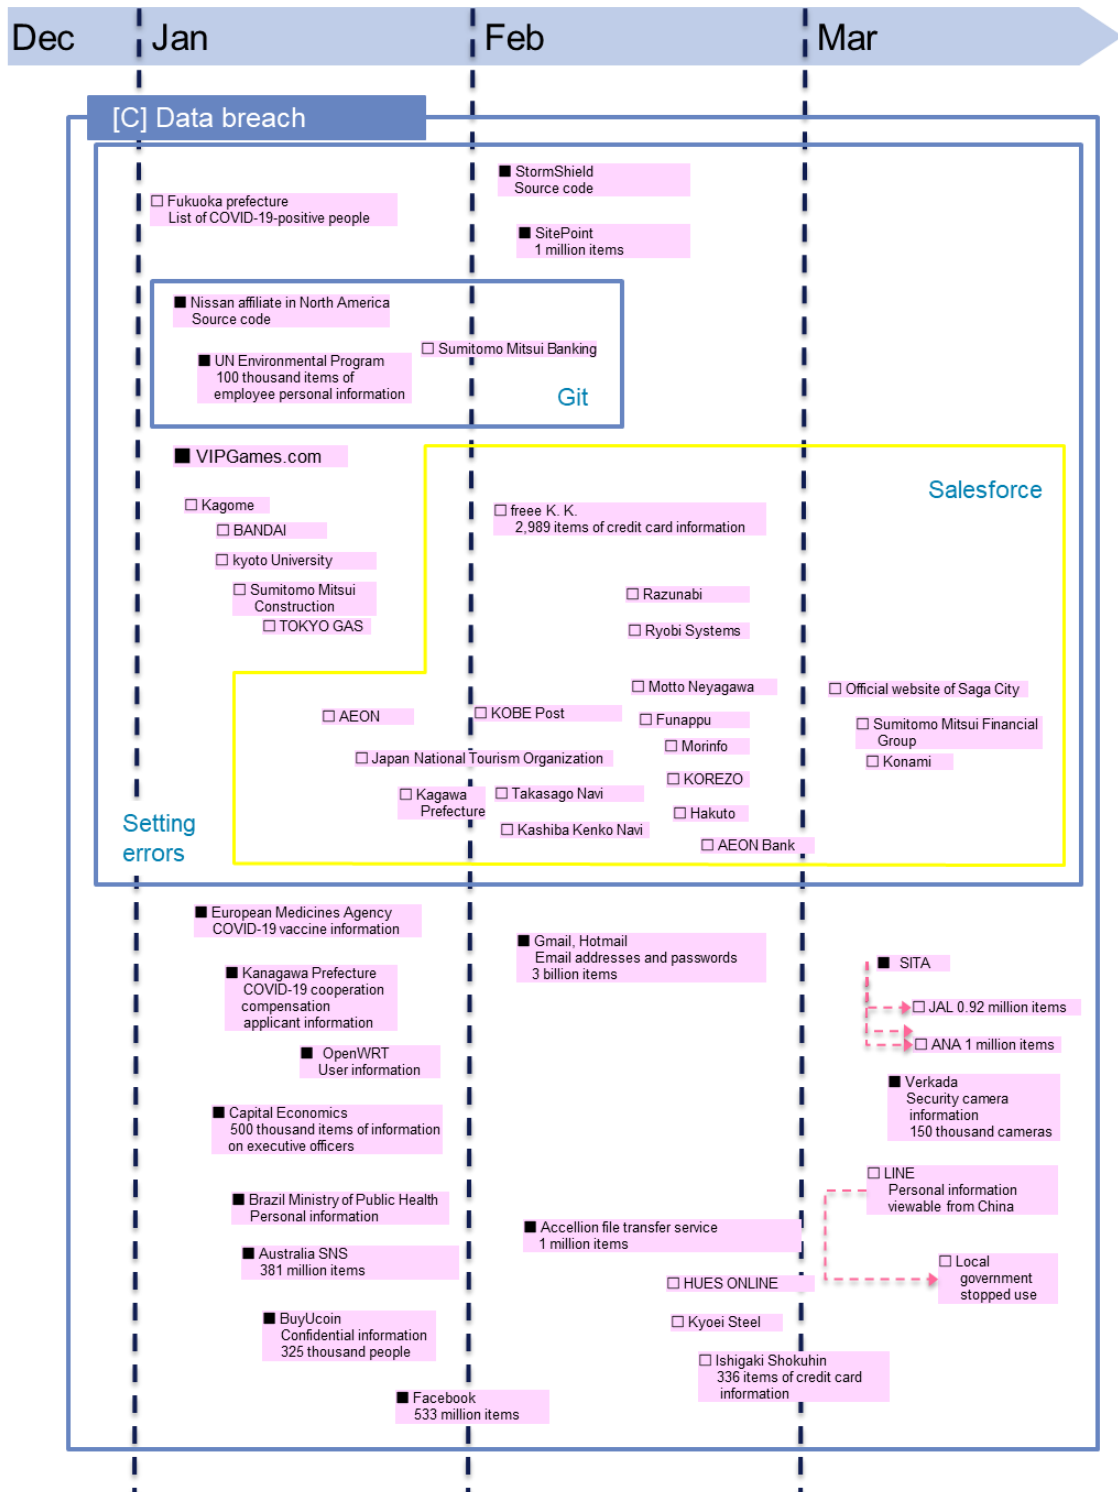 Dec
Jan
Feb
Mar
[C] Data breach
■ StormShield
Source code
□ Fukuoka prefecture
List of COVID-19-positive people
■ SitePoint
1 million items
■ Nissan affiliate in North America
Source code
□ Sumitomo Mitsui Banking
■ UN Environmental Program
100 thousand items of
employee personal information
Git
■ VIPGames.com
Salesforce
□ Kagome
□ freee K. K.
2,989 items of credit card information
□ BANDAI
□ kyoto University
□ Sumitomo Mitsui
Construction
□ Razunabi
□ TOKYO GAS
□ Ryobi Systems
□ Motto Neyagawa
□ Official website of Saga City
□ AEON
□ KOBE Post
□ Funappu
□ Sumitomo Mitsui Financial
Group
□ Morinfo
□ Japan National Tourism Organization
□ Konami
□ KOREZO
□ Kagawa
Prefecture
□ Takasago Navi
□ Hakuto
Setting
errors
□ Kashiba Kenko Navi
□ AEON Bank
■ European Medicines Agency
COVID-19 vaccine information
■ Gmail, Hotmail
Email addresses and passwords
3 billion items
■ SITA
■ Kanagawa Prefecture
COVID-19 cooperation
compensation
applicant information
□ JAL 0.92 million items
□ ANA 1 million items
■ OpenWRT
User information
■ Verkada
Security camera
information
150 thousand cameras
■ Capital Economics
500 thousand items of information
on executive officers
□ LINE
Personal information
viewable from China
■ Brazil Ministry of Public Health
Personal information
■ Accellion file transfer service
1 million items
■ Australia SNS
381 million items
□ Local
government
stopped use
□ HUES ONLINE
■ BuyUcoin
Confidential information
325 thousand people
□ Kyoei Steel
□ Ishigaki Shokuhin
336 items of credit card
information
■ Facebook
533 million items